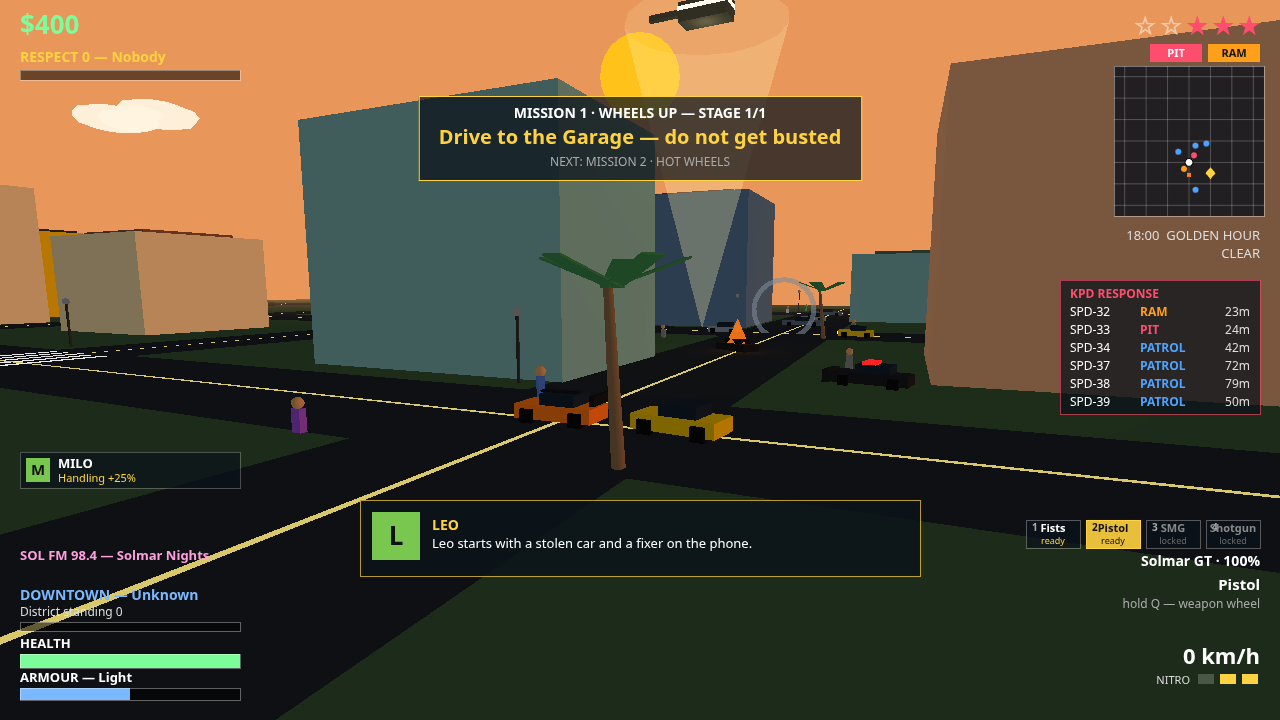 $400
RESPECT 0 — Nobody
PIT
RAM
MISSION 1 · WHEELS UP — STAGE 1/1
Drive to the Garage — do not get busted
NEXT: MISSION 2 · HOT WHEELS
18:00 GOLDEN HOUR
CLEAR
KPD RESPONSE
SPD-32 RAM 23m
SPD-33 PIT 24m
SPD-34 PATROL 42m
SPD-37 PATROL 72m
SPD-38 PATROL 79m
SPD-39 PATROL 50m
M
MILO
Handling +25%
L
LEO
Leo starts with a stolen car and a fixer on the phone.
1 Fists
ready
2 Pistol
ready
3 SMG
locked
4 Shotgun
locked
Solmar GT · 100%
Pistol
hold Q — weapon wheel
SOL FM 98.4 — Solmar Nights
DOWNTOWN — Unknown
District standing 0
HEALTH
ARMOUR — Light
0 km/h
NITRO